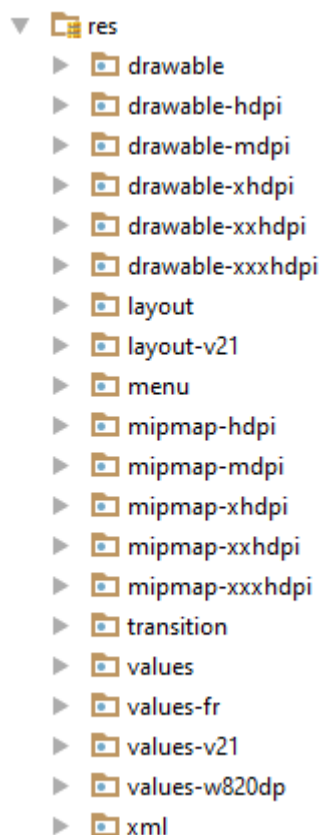 res
drawable
drawable-hdpi
drawable-mdpi
drawable-xhdpi
drawable-xxhdpi
drawable-xxxhdpi
layout
layout-v21
menu
mipmap-hdpi
mipmap-mdpi
mipmap-xhdpi
mipmap-xxhdpi
mipmap-xxxhdpi
transition
values
values-fr
values-v21
values-w820dp
xml